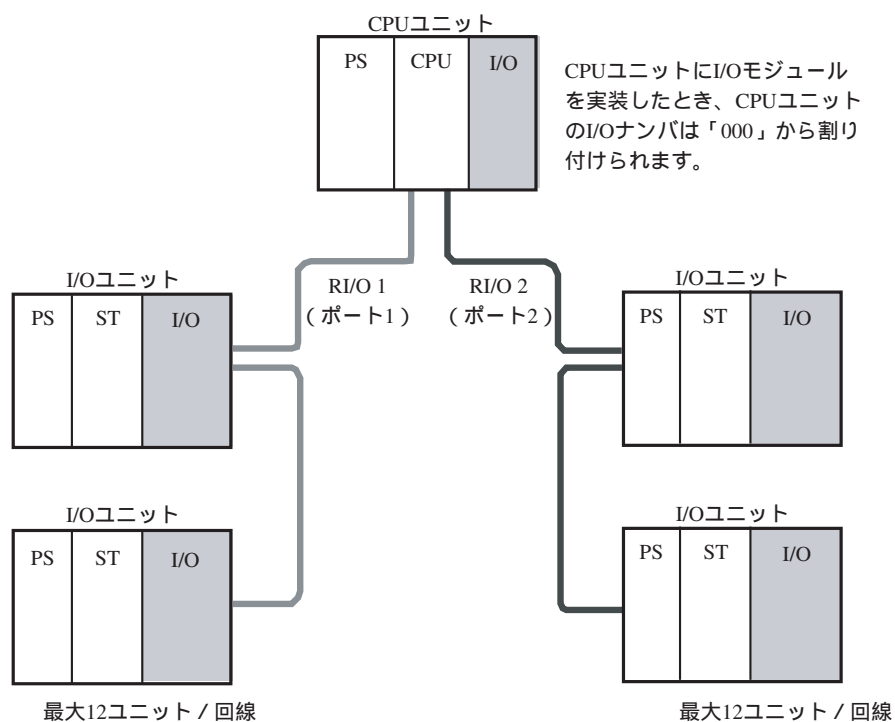 CPUユニット
PS CPU I/O
CPUユニットにI/Oモジュール
を実装したとき、CPUユニット
のI/Oナンバは「000」から割り
付けられます。
I/Oユニット
PS ST I/O
RI/O 1
(ポート1)
RI/O 2
(ポート2)
I/Oユニット
PS ST I/O
I/Oユニット
PS ST I/O
I/Oユニット
PS ST I/O
最大12ユニット / 回線
最大12ユニット / 回線